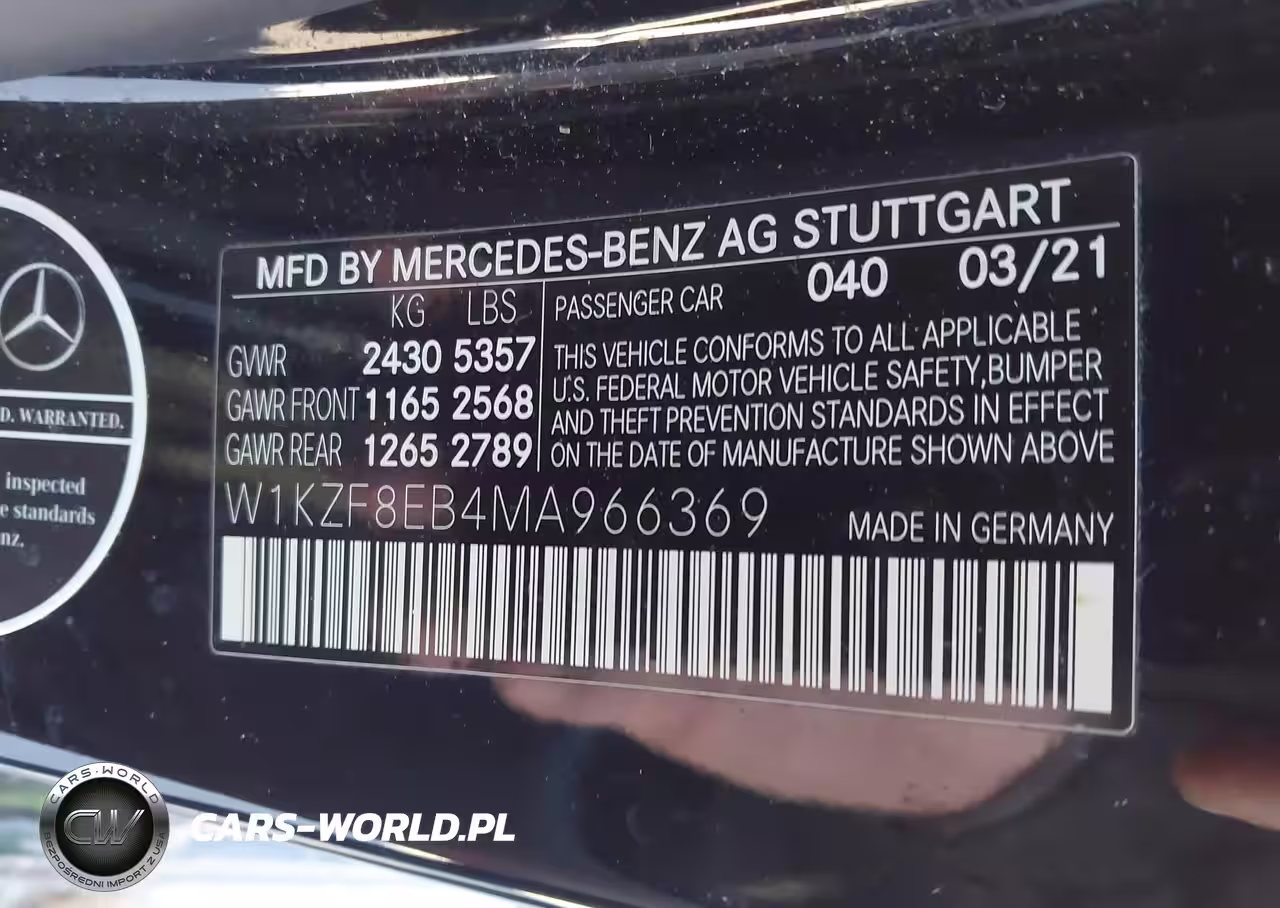 MFD BY MERCEDES-BENZ AG STUTTGART
KG LBS
GVWR 2430 5357
GAWR FRONT 1165 2568
GAWR REAR 1265 2789
PASSENGER CAR 040 03/21
THIS VEHICLE CONFORMS TO ALL APPLICABLE
U.S. FEDERAL MOTOR VEHICLE SAFETY,BUMPER
AND THEFT PREVENTION STANDARDS IN EFFECT
ON THE DATE OF MANUFACTURE SHOWN ABOVE
W1KZF8EB4MA966369
MADE IN GERMANY
D. WARRANTED.
inspected
e standards
nz.
CARS-WORLD
CW
BEZPOŚREDNI IMPORT Z USA
CARS-WORLD.PL